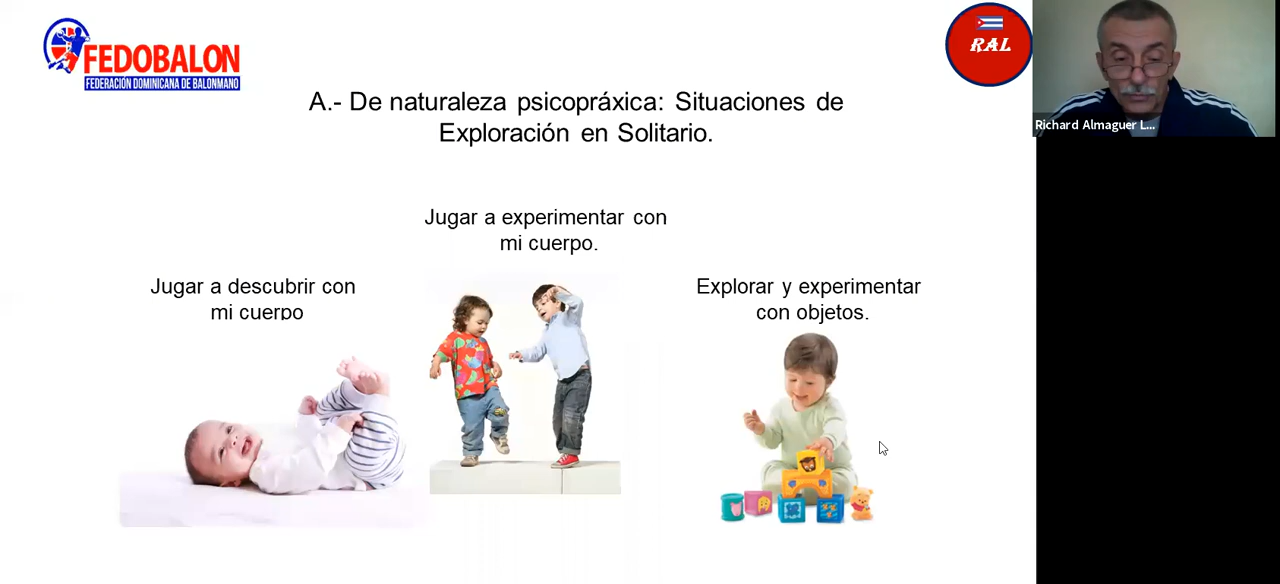 FEDOBALON
FEDERACIÓN DOMINICANA DE BALONMANO
RAL
Richard Almaguer L...
A.- De naturaleza psicopráxica: Situaciones de
Exploración en Solitario.
Jugar a experimentar con
mi cuerpo.
Jugar a descubrir con
mi cuerpo
Explorar y experimentar
con objetos.